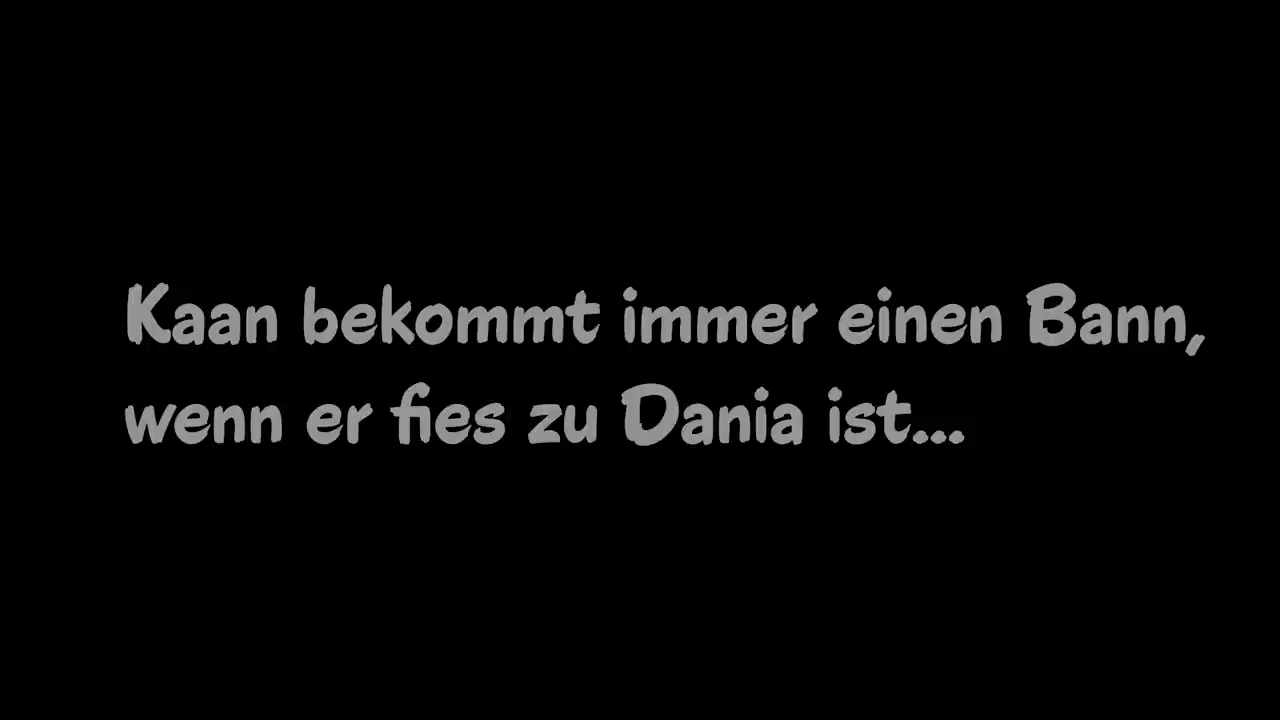 Kaan bekommt immer einen Bann,
wenn er fies zu Dania ist...